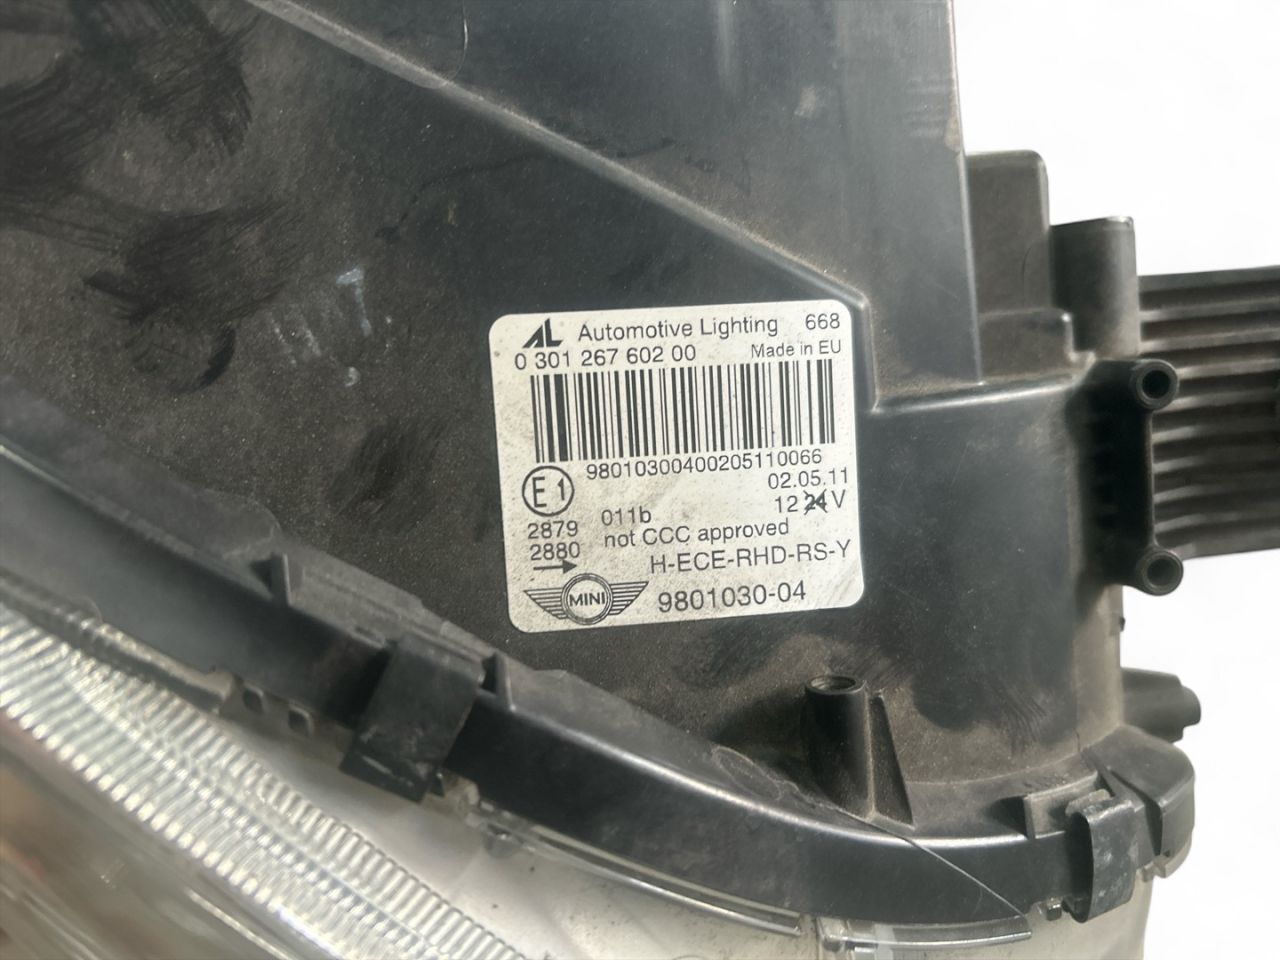 AL Automotive Lighting 668
0 301 267 602 00 Made in EU
98010300400205110066
02.05.11
E1 12 24 V
2879 011b
2880 not CCC approved
H-ECE-RHD-RS-Y
MINI 9801030-04